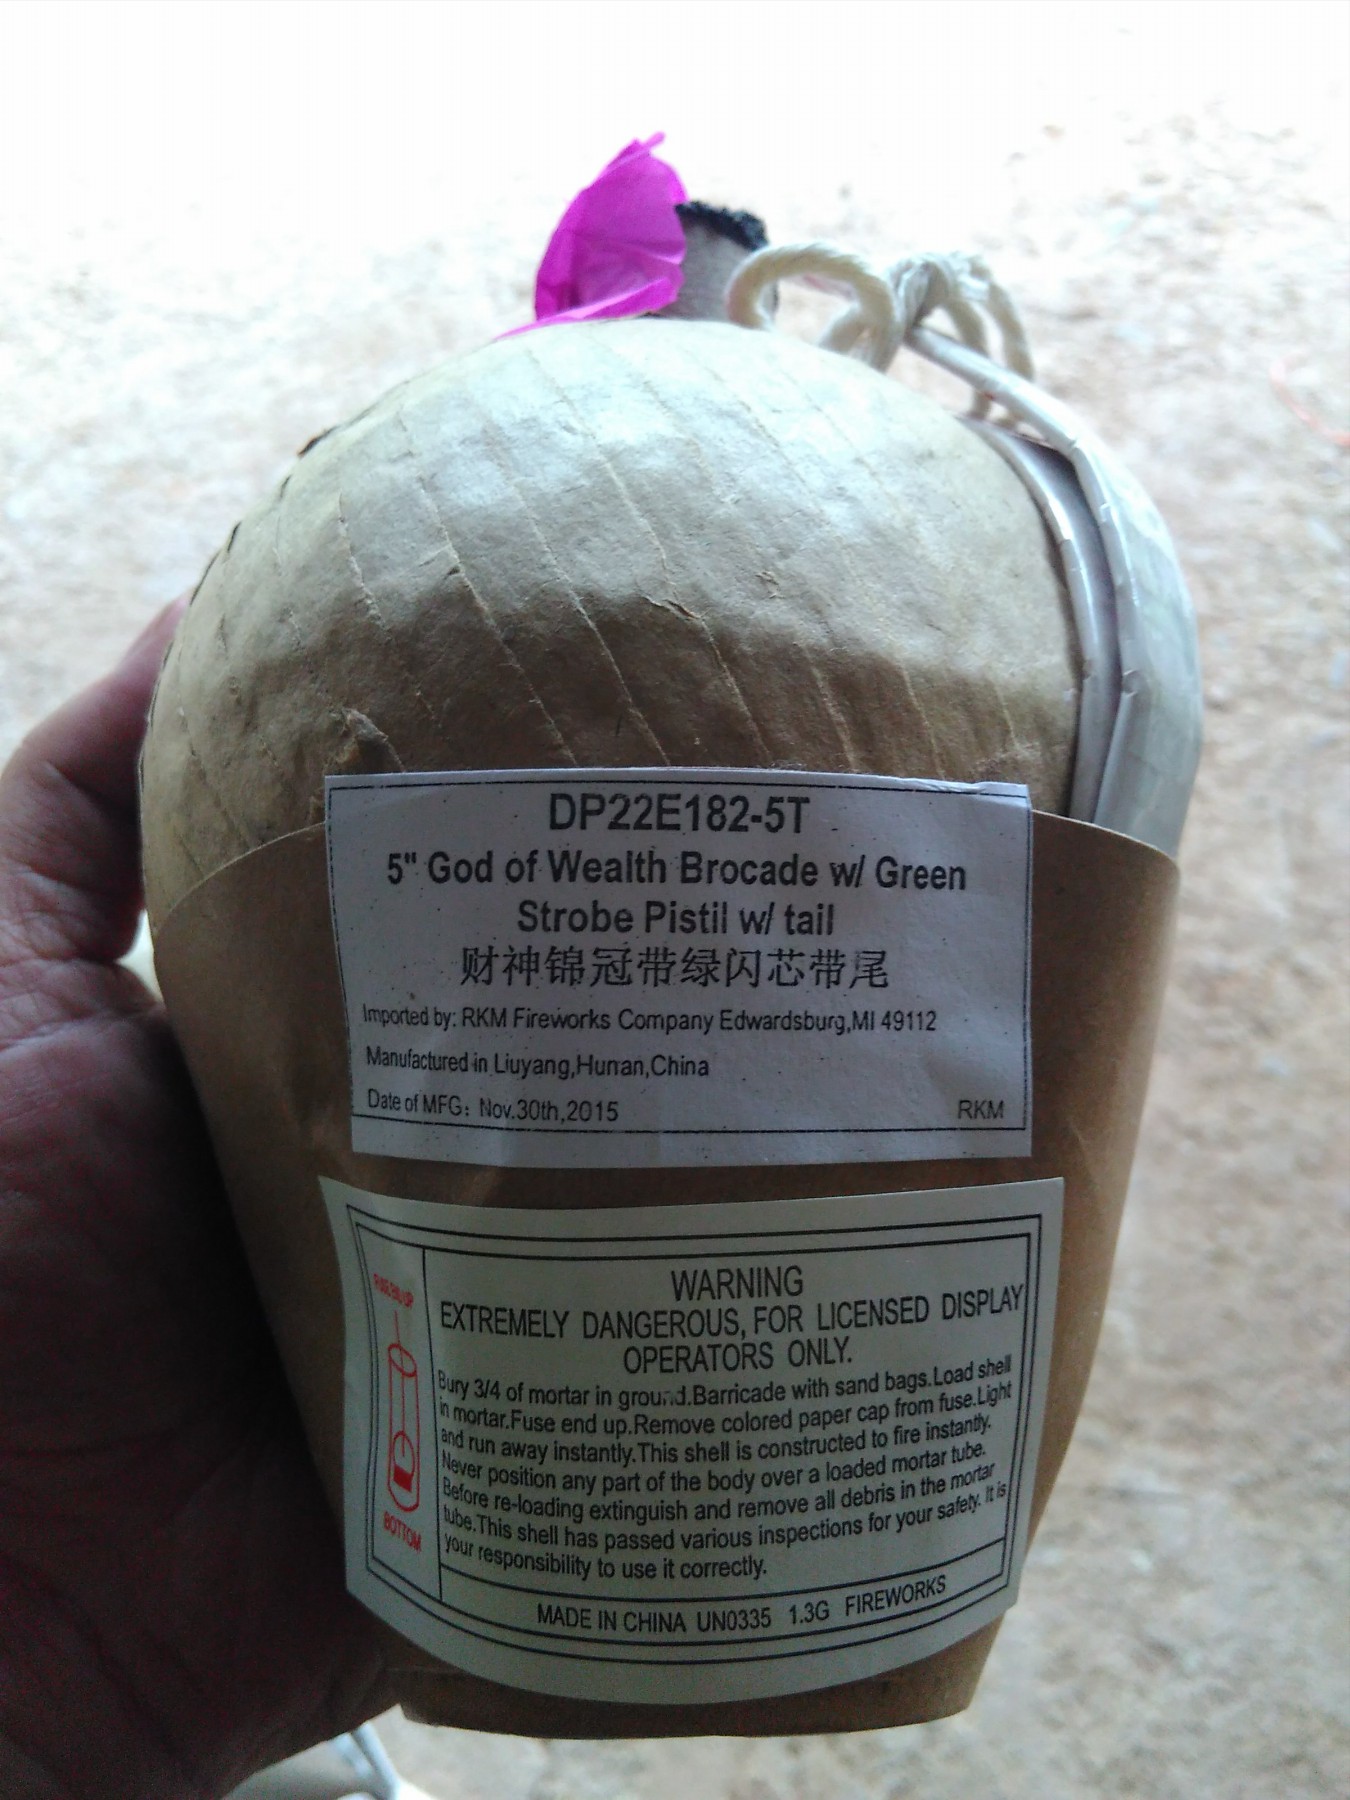 DP22E182-5T
5" God of Wealth Brocade w/ Green
Strobe Pistil w/ tail
财神锦冠带绿闪芯带尾
Imported by: RKM Fireworks Company Edwardsburg,MI 49112
Manufactured in Liuyang,Hunan,China
Date of MFG: Nov.30th,2015 RKM
FUSE END UP
BOTTOM
WARNING
EXTREMELY DANGEROUS, FOR LICENSED DISPLAY
OPERATORS ONLY.
Bury 3/4 of mortar in ground.Barricade with sand bags.Load shell
in mortar.Fuse end up.Remove colored paper cap from fuse.Light
and run away instantly.This shell is constructed to fire instantly.
Never position any part of the body over a loaded mortar tube.
Before re-loading extinguish and remove all debris in the mortar
tube.This shell has passed various inspections for your safety. It is
your responsibility to use it correctly.
MADE IN CHINA UN0335 1.3G FIREWORKS